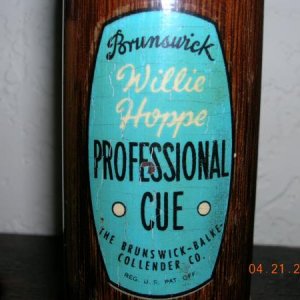 Brunswick
Willie
Hoppe
PROFESSIONAL
CUE
THE BRUNSWICK-BALKE
COLLENDER CO.
REG. U.S. PAT. OFF.
04.21.2